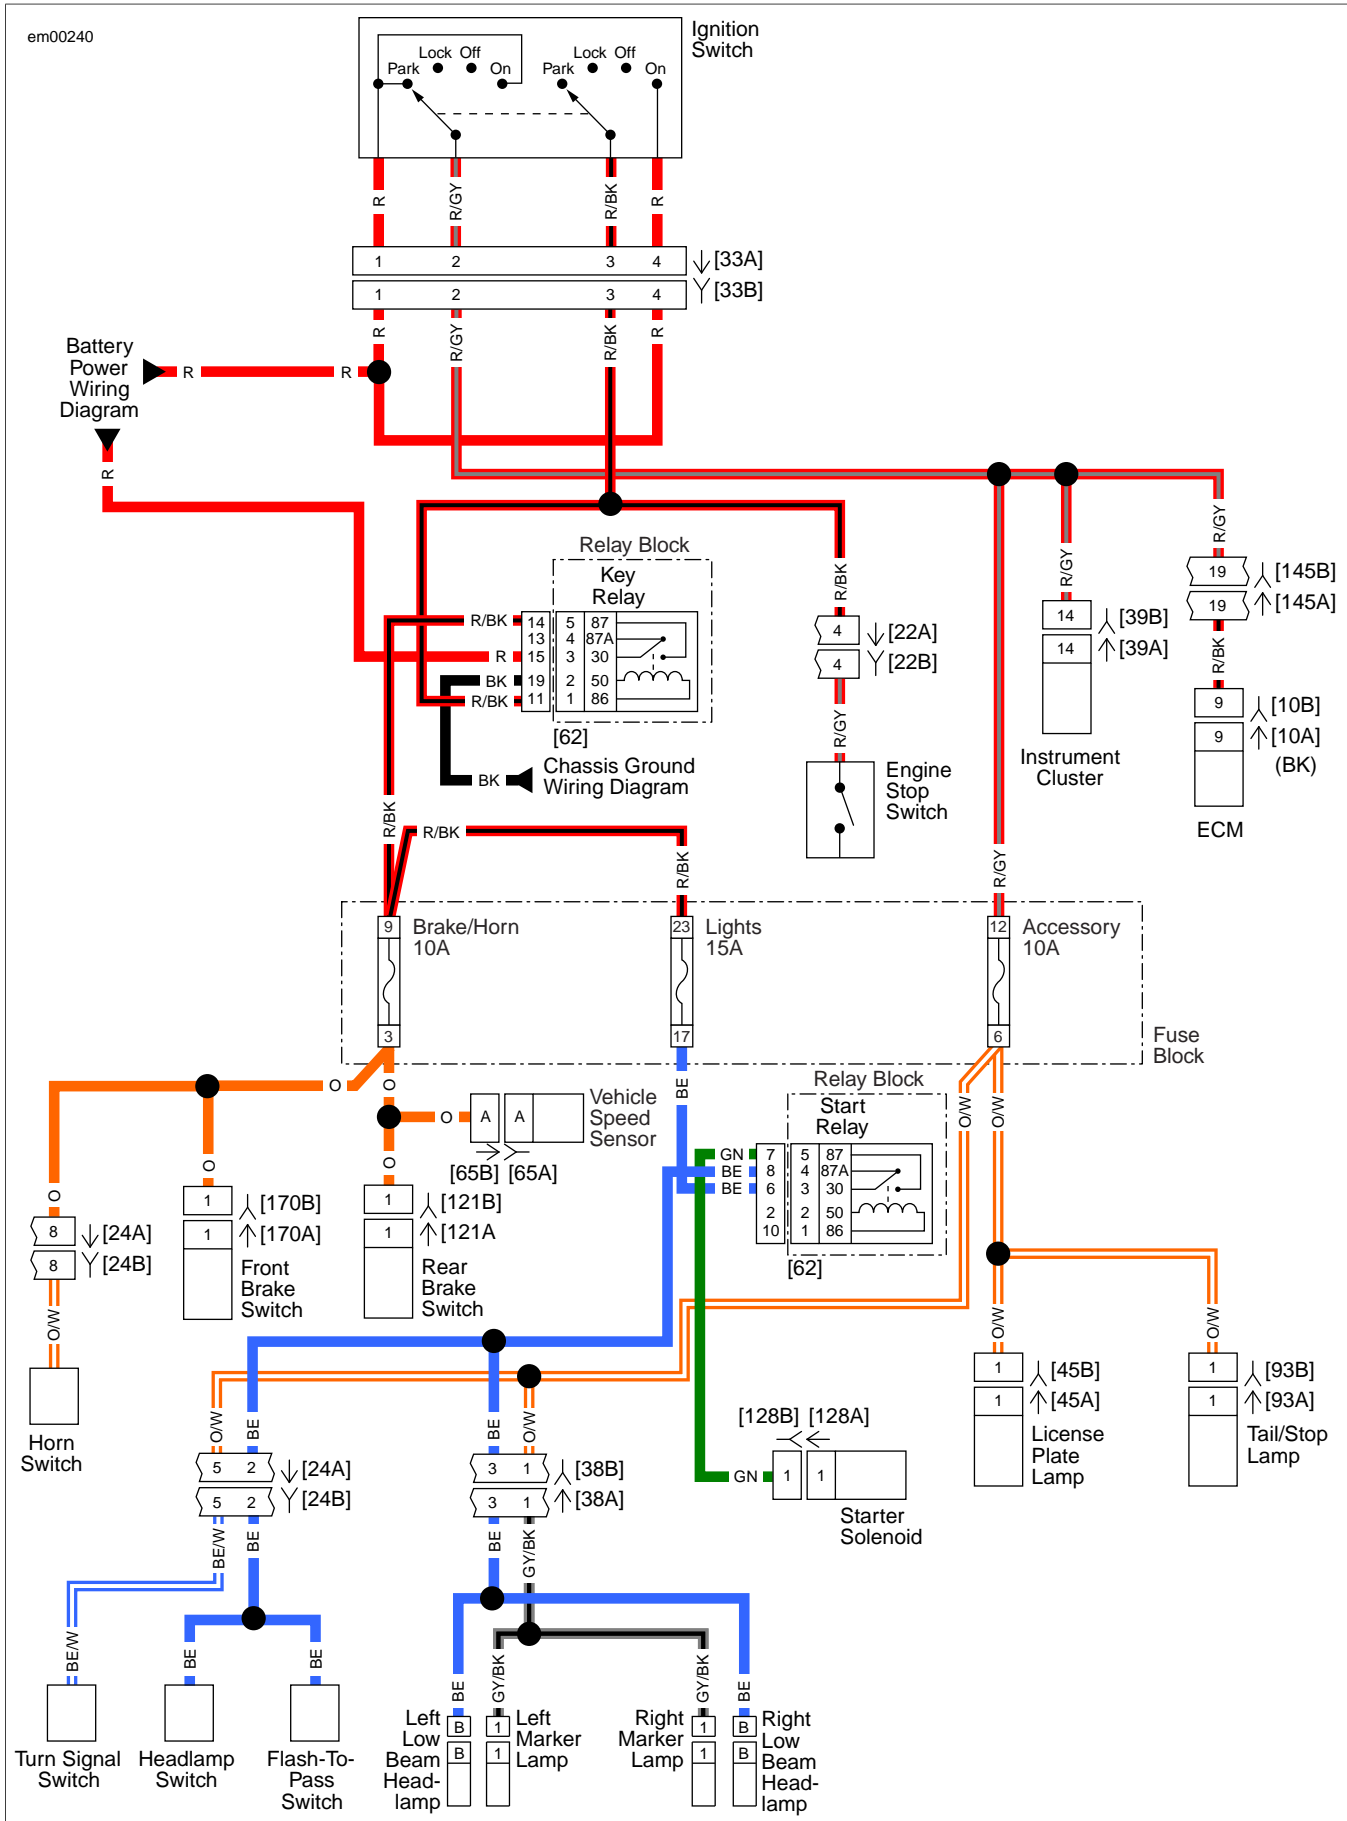 em00240
Ignition
Switch
Lock Off
Park
On
Lock Off
Park
On
R
R/GY
R/BK
R
1 2 3 4
[33A]
1 2 3 4
[33B]
R
R/GY
R/BK
R
Battery
Power
Wiring
Diagram
R
R
R
R/GY
R/GY
R/BK
Relay Block
Key
Relay
R/BK 14 5 87
13 4 87A
R 15 3 30
BK 19 2 50
R/BK 11 1 86
[62]
BK
Chassis Ground
Wiring Diagram
4 [22A]
4 [22B]
R/GY
Engine
Stop
Switch
14 [39B]
14 [39A]
Instrument
Cluster
19 [145B]
19 [145A]
R/BK
9 [10B]
9 [10A]
(BK)
ECM
R/BK
R/BK
R/BK
R/GY
9 Brake/Horn
10A
23 Lights
15A
12 Accessory
10A
3
17
6
Fuse
Block
O
O
BE
O/W
O/W
O
A A
Vehicle
Speed
Sensor
[65B] [65A]
Relay Block
Start
Relay
GN 7 5 87
BE 8 4 87A
BE 6 3 30
2 2 50
10 1 86
[62]
O
O
O
8 [24A]
8 [24B]
O/W
Horn
Switch
1 [170B]
1 [170A]
Front
Brake
Switch
1 [121B]
1 [121A
Rear
Brake
Switch
O/W
O/W
1 [45B]
1 [45A]
License
Plate
Lamp
1 [93B]
1 [93A]
Tail/Stop
Lamp
O/W
BE
BE
O/W
5 2 [24A]
5 2 [24B]
3 1 [38B]
3 1 [38A]
[128B] [128A]
GN 1 1
Starter
Solenoid
BE/W
BE
BE
GY/BK
BE/W
BE
BE
BE
GY/BK
GY/BK
BE
Turn Signal
Switch
Headlamp
Switch
Flash-To-
Pass
Switch
Left
Low
Beam
Head-
lamp
B
B
1
1
Left
Marker
Lamp
Right
Marker
Lamp
1
1
B
B
Right
Low
Beam
Head-
lamp